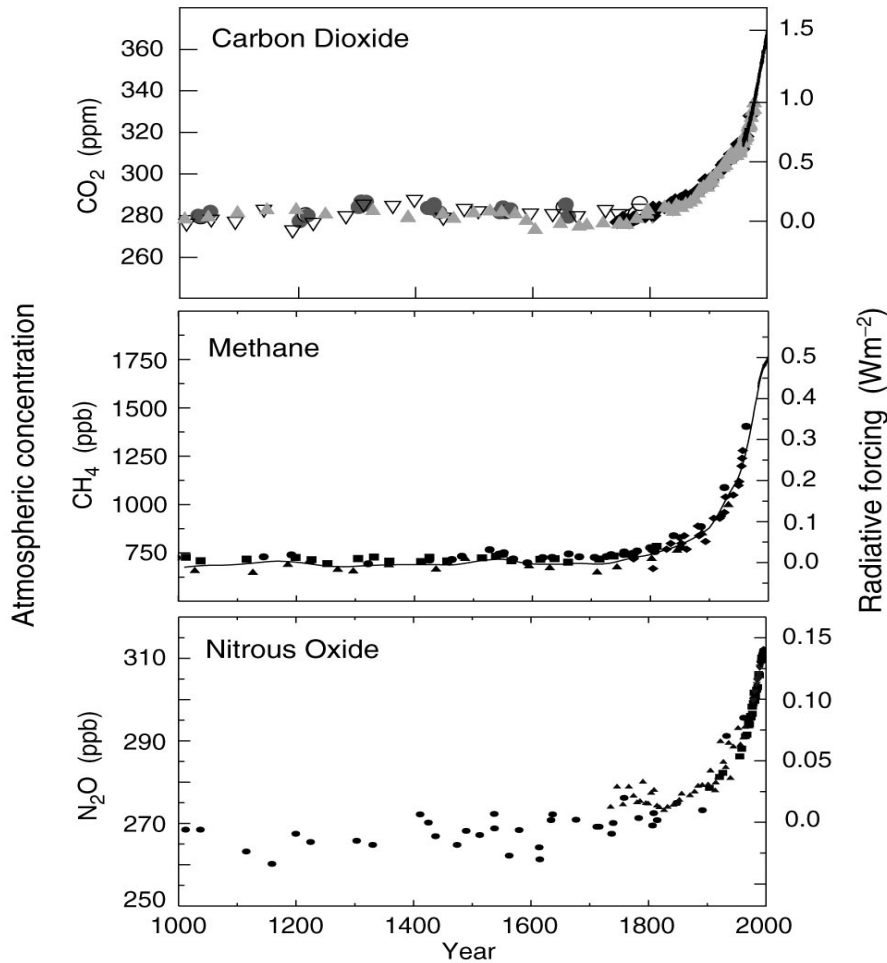 Carbon Dioxide
360
340
320
300
280
260
CO₂ (ppm)
1.5
1.0
0.5
0.0
Methane
1750
1500
1250
1000
750
CH₄ (ppb)
0.5
0.4
0.3
0.2
0.1
0.0
Nitrous Oxide
310
290
270
250
N₂O (ppb)
0.15
0.10
0.05
0.0
Atmospheric concentration
Radiative forcing (Wm⁻²)
1000 1200 1400 1600 1800 2000
Year